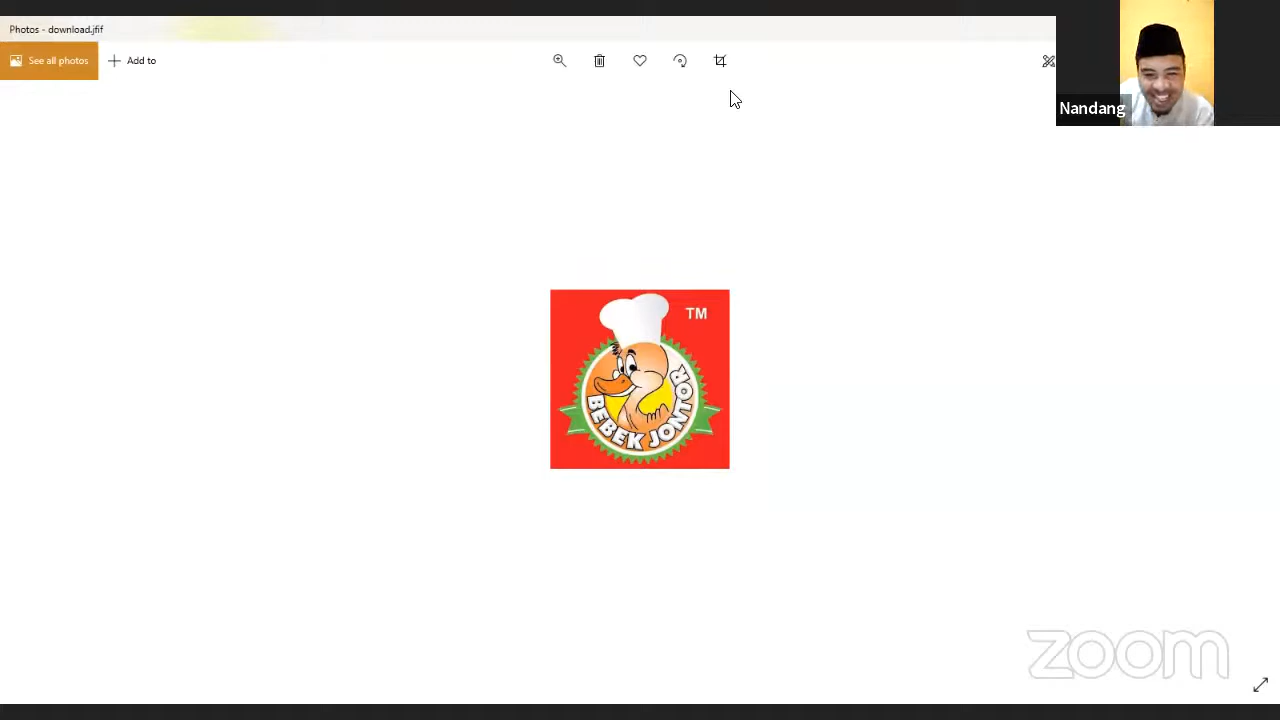 Photos - download.jfif
See all photos
Add to
Nandang
TM
BEBEK JONTOR
zoom